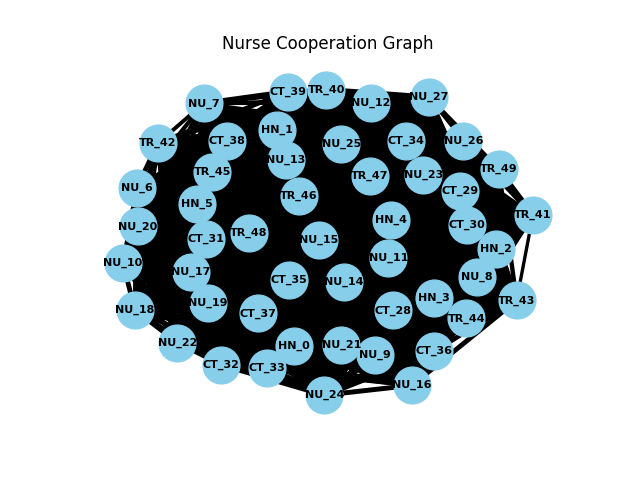 Nurse Cooperation Graph
CT_39
TR_40
NU_7
NU_12
NU_27
TR_42
CT_38
HN_1
NU_13
NU_25
CT_34
NU_26
TR_45
TR_47
NU_23
TR_49
NU_6
HN_5
TR_46
CT_29
NU_20
CT_31
TR_48
NU_15
HN_4
CT_30
TR_41
NU_10
NU_17
NU_11
HN_2
NU_18
NU_19
CT_35
NU_14
NU_8
CT_37
CT_28
HN_3
TR_44
TR_43
NU_22
CT_32
CT_33
HN_0
NU_21
NU_9
CT_36
NU_24
NU_16